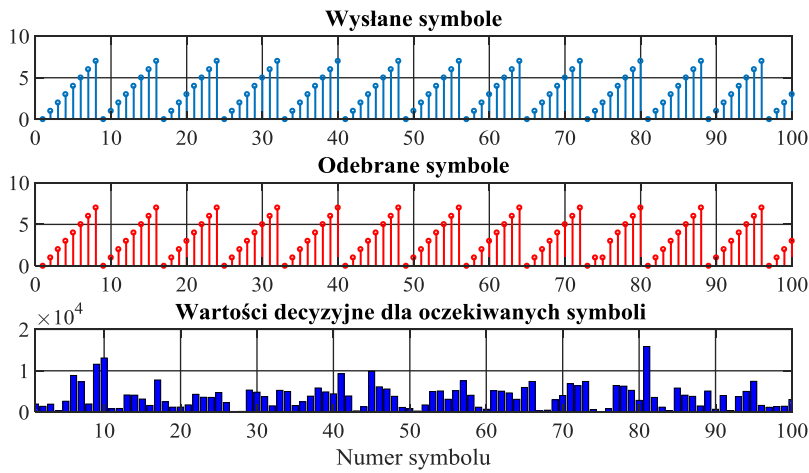 Wysłane symbole
10
5
0
0 10 20 30 40 50 60 70 80 90 100
Odebrane symbole
10
5
0
0 10 20 30 40 50 60 70 80 90 100
×10⁴ Wartości decyzyjne dla oczekiwanych symboli
2
1
0
10 20 30 40 50 60 70 80 90 100
Numer symbolu